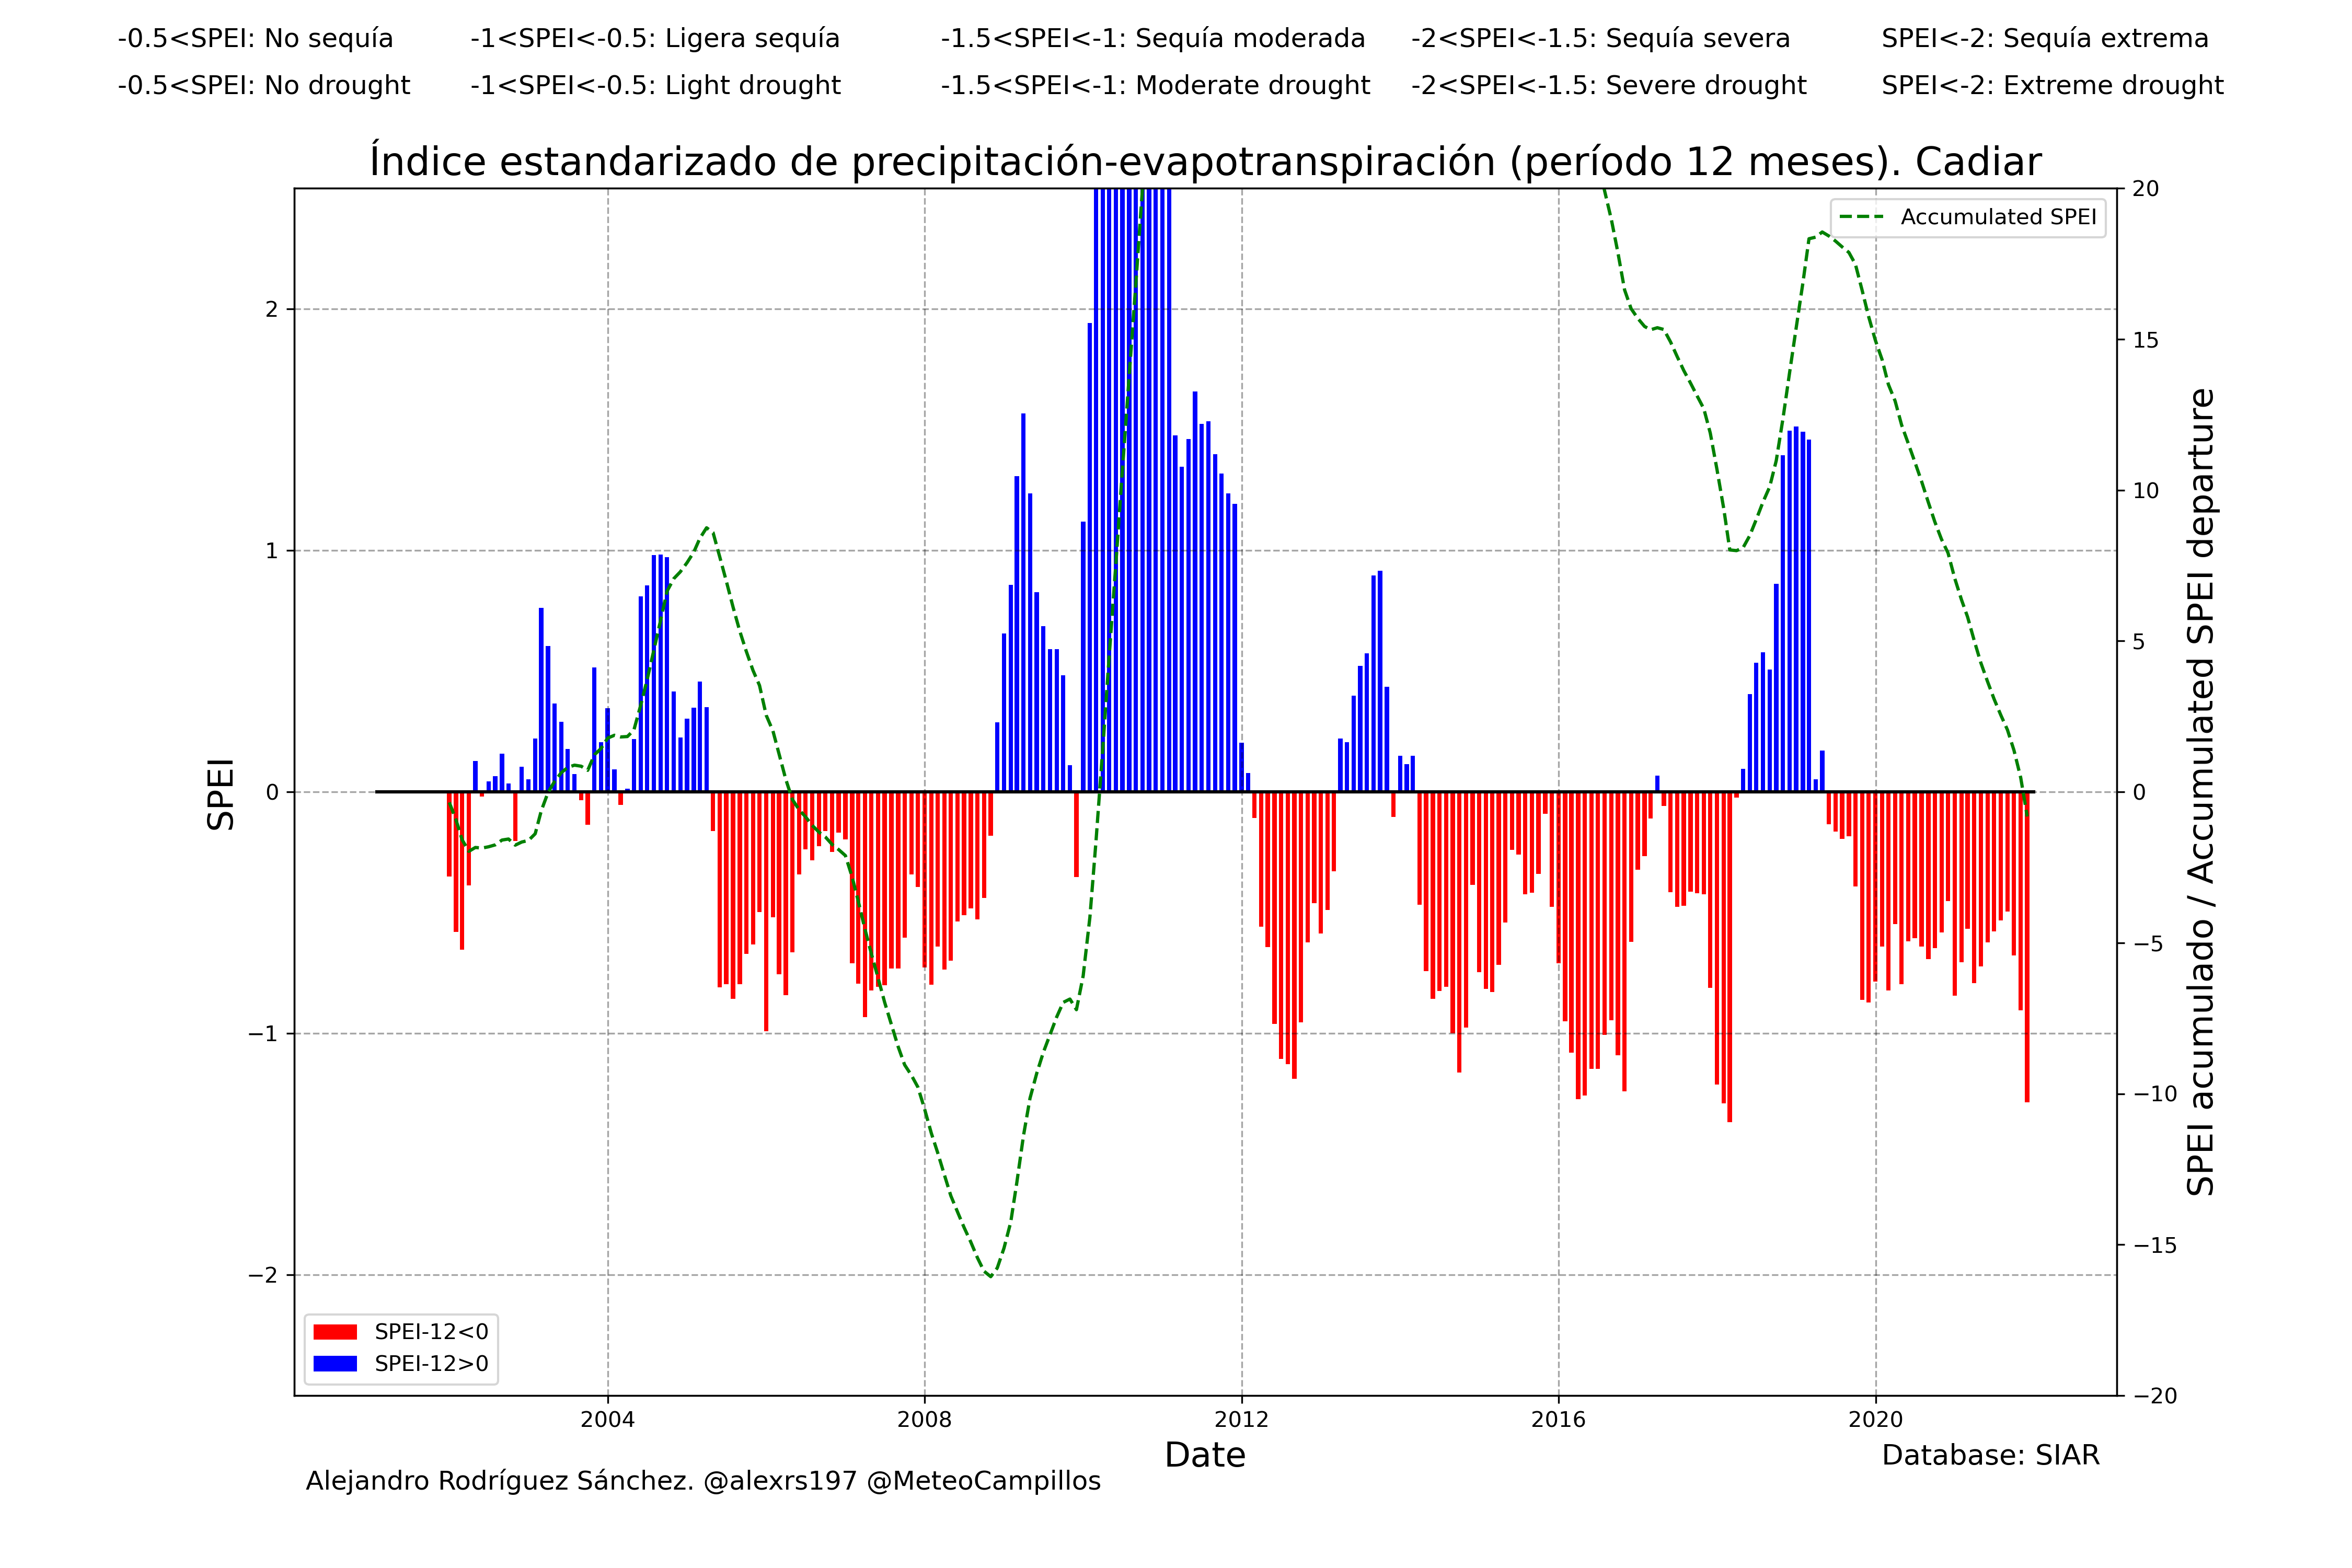 -0.5<SPEI: No sequía -1<SPEI<-0.5: Ligera sequía -1.5<SPEI<-1: Sequía moderada -2<SPEI<-1.5: Sequía severa SPEI<-2: Sequía extrema
-0.5<SPEI: No drought -1<SPEI<-0.5: Light drought -1.5<SPEI<-1: Moderate drought -2<SPEI<-1.5: Severe drought SPEI<-2: Extreme drought
Índice estandarizado de precipitación-evapotranspiración (período 12 meses). Cadiar
Accumulated SPEI
SPEI
2
1
0
−1
−2
20
15
10
5
0
−5
−10
−15
−20
SPEI acumulado / Accumulated SPEI departure
SPEI-12<0
SPEI-12>0
2004 2008 2012 2016 2020
Date
Database: SIAR
Alejandro Rodríguez Sánchez. @alexrs197 @MeteoCampillos